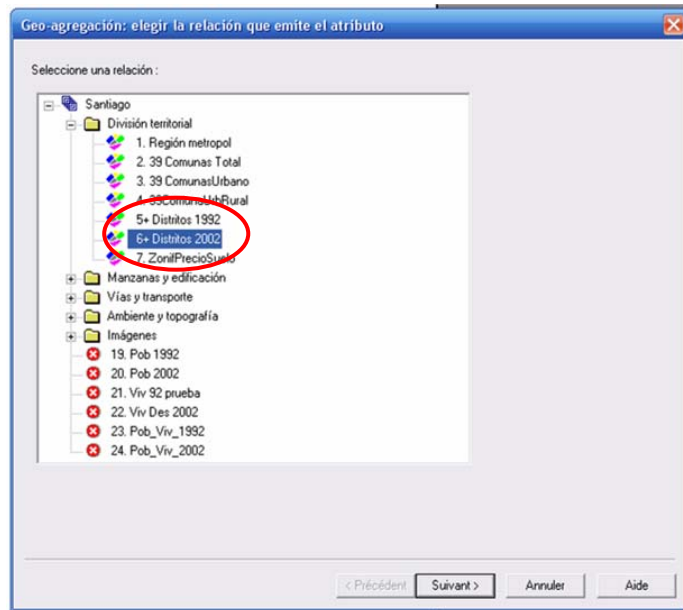 Geo-agregación: elegir la relación que emite el atributo
Seleccione una relación :
Santiago
División territorial
1. Región metropol
2. 39 Comunas Total
3. 39 ComunasUrbano
4. 39ComunasUrbRural
5+ Distritos 1992
6+ Distritos 2002
7. ZonifPrecioSuelo
Manzanas y edificación
Vías y transporte
Ambiente y topografía
Imágenes
19. Pob 1992
20. Pob 2002
21. Viv 92 prueba
22. Viv Des 2002
23. Pob_Viv_1992
24. Pob_Viv_2002
< Précédent Suivant > Annuler Aide